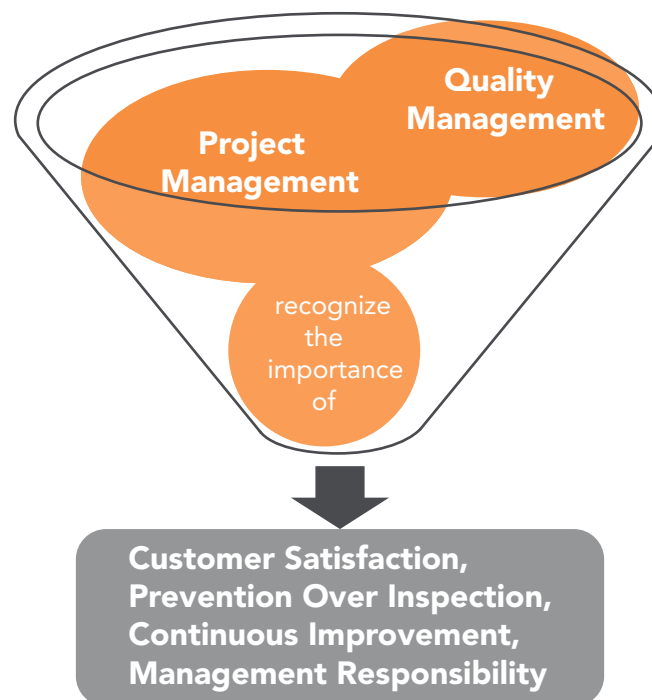 Quality
Management
Project
Management
recognize
the
importance
of
Customer Satisfaction,
Prevention Over Inspection,
Continuous Improvement,
Management Responsibility